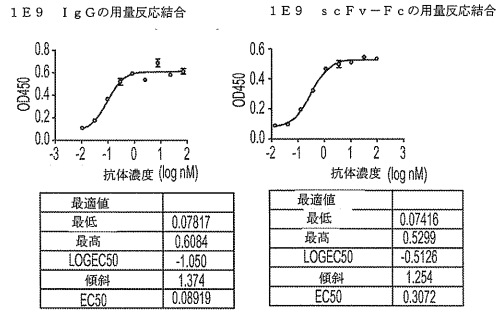 1E9 IgGの用量反応結合
OD450
0.8
0.6
0.4
0.2
0.0
-3 -2 -1 0 1 2 3
抗体濃度 (log nM)
最適値
最低 0.07817
最高 0.6084
LOGEC50 -1.050
傾斜 1.374
EC50 0.08919
1E9 scFv-Fcの用量反応結合
OD450
0.6
0.4
0.2
0.0
-2 -1 0 1 2 3
抗体濃度 (log nM)
最適値
最低 0.07416
最高 0.5299
LOGEC50 -0.5126
傾斜 1.254
EC50 0.3072